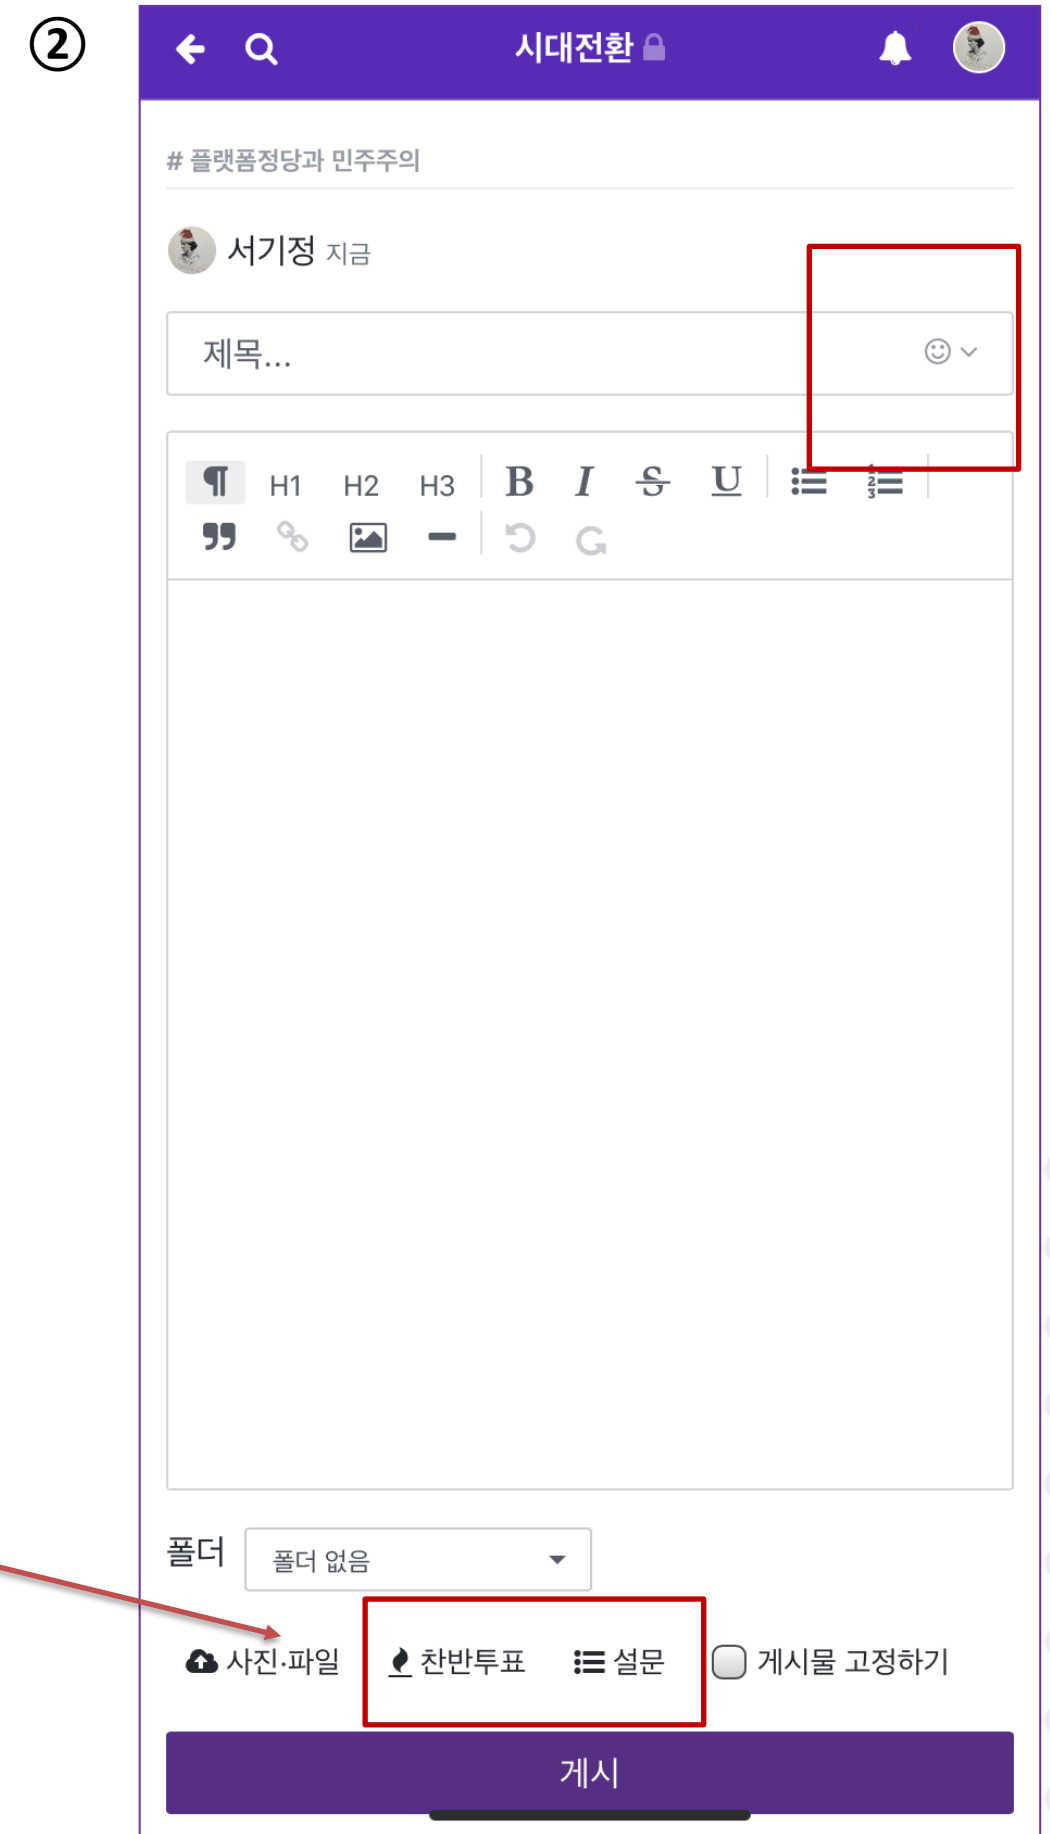 ②
시대전환
# 플랫폼정당과 민주주의
서기정 지금
제목...
¶ H1 H2 H3 B I S U
폴더 폴더 없음
사진·파일 찬반투표 설문 게시물 고정하기
게시